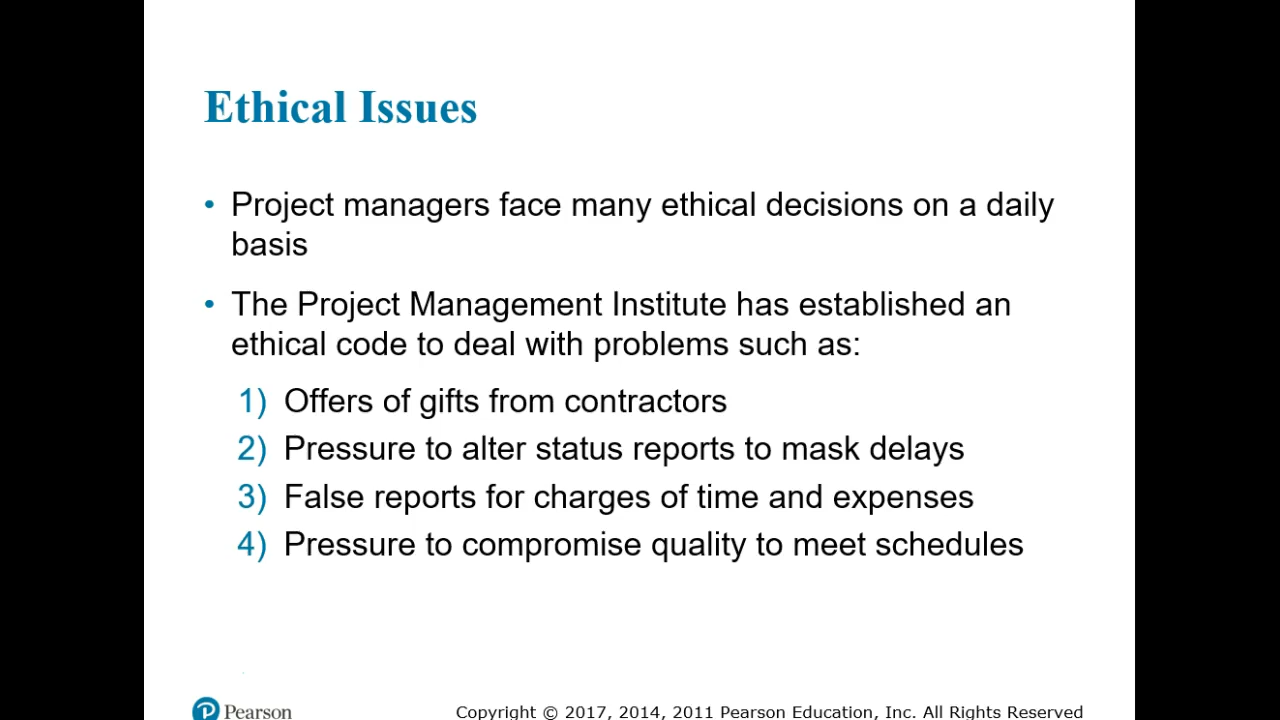 Ethical Issues
• Project managers face many ethical decisions on a daily
basis
• The Project Management Institute has established an
ethical code to deal with problems such as:
1) Offers of gifts from contractors
2) Pressure to alter status reports to mask delays
3) False reports for charges of time and expenses
4) Pressure to compromise quality to meet schedules
P Pearson
Copyright © 2017, 2014, 2011 Pearson Education, Inc. All Rights Reserved